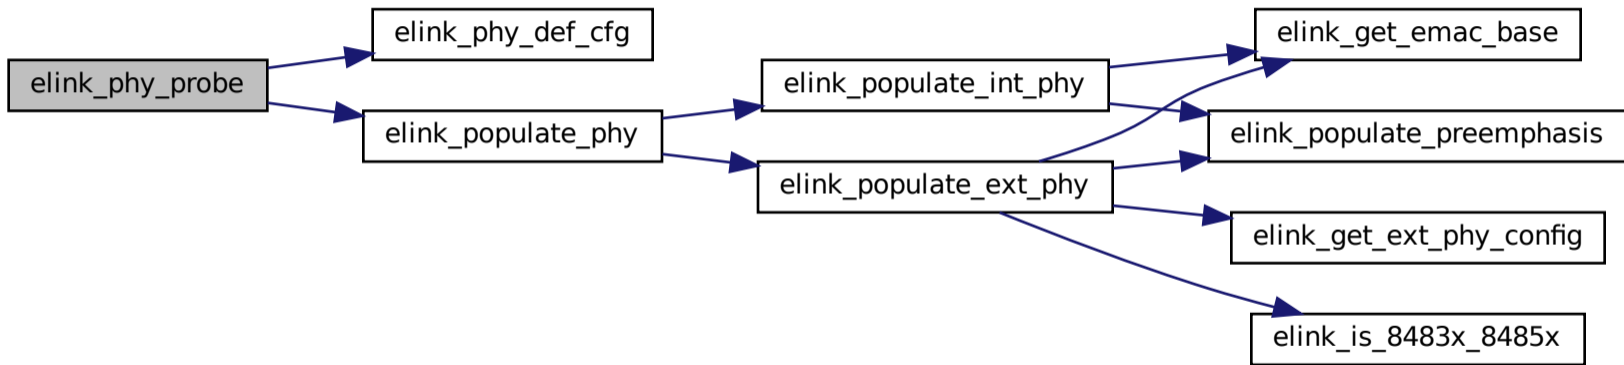 elink_phy_probe
elink_phy_def_cfg
elink_populate_phy
elink_populate_int_phy
elink_populate_ext_phy
elink_get_emac_base
elink_populate_preemphasis
elink_get_ext_phy_config
elink_is_8483x_8485x